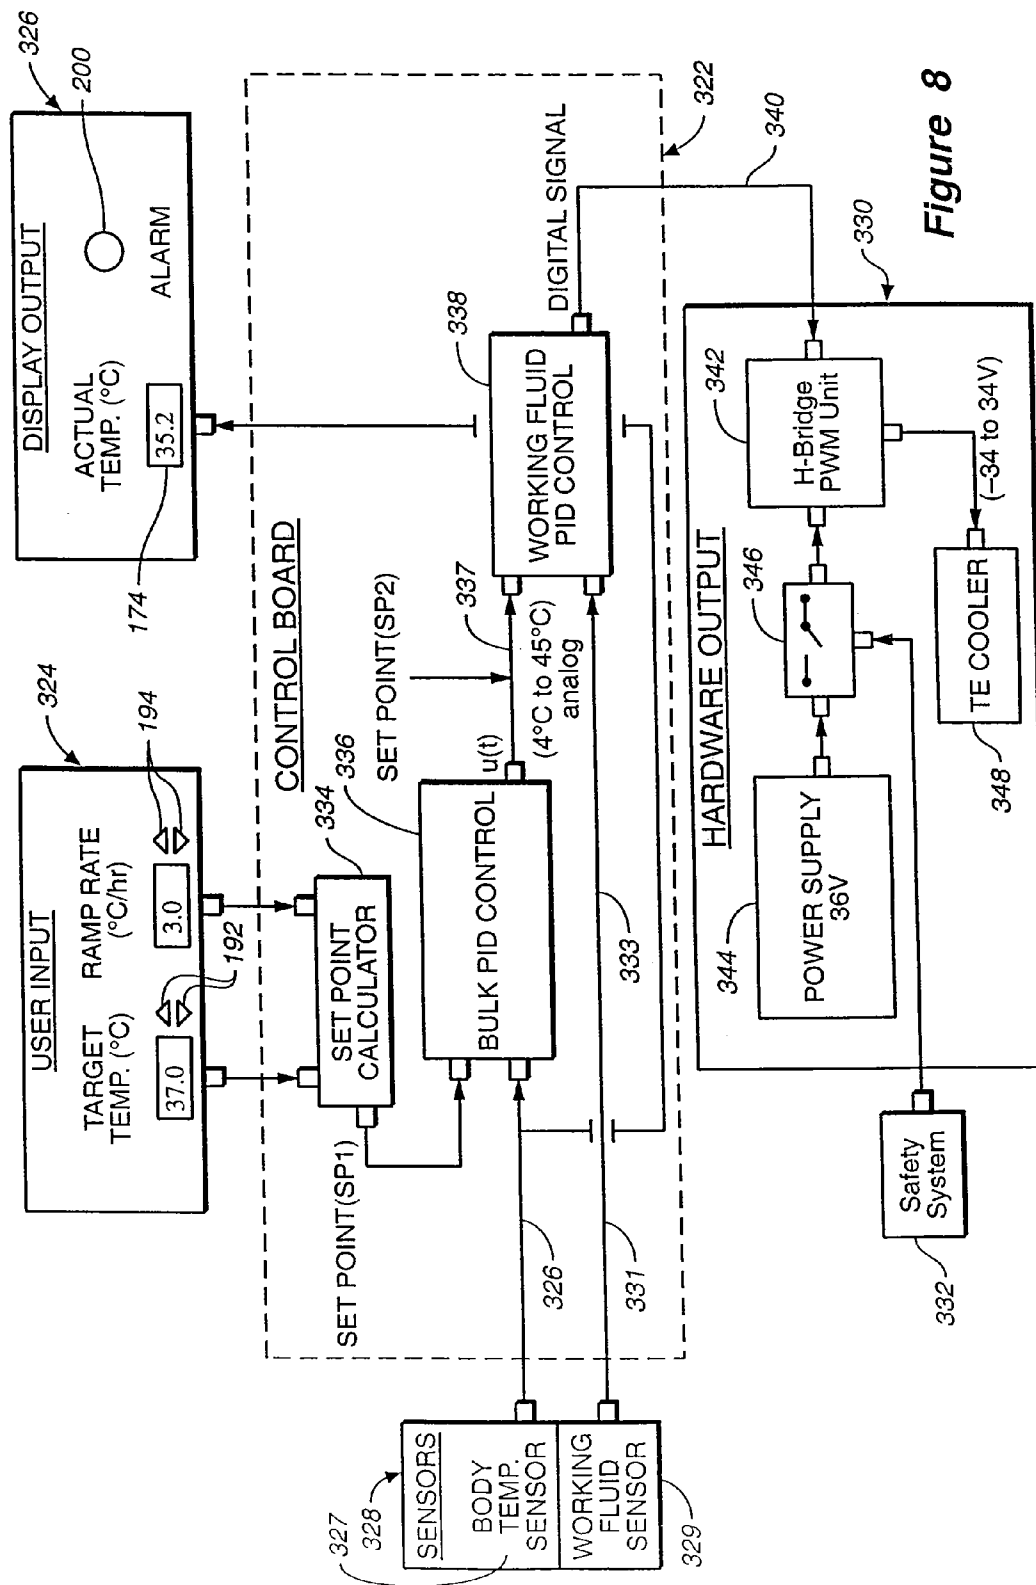 USER INPUT
TARGET
TEMP. (°C)
37.0
192
RAMP RATE
(°C/hr)
3.0
194
324
DISPLAY OUTPUT
ACTUAL
TEMP. (°C)
35.2
174
ALARM
200
326
CONTROL BOARD
SET POINT
CALCULATOR
334
SET POINT(SP1)
BULK PID CONTROL
336
u(t)
SET POINT(SP2)
337
(4°C to 45°C)
analog
WORKING FLUID
PID CONTROL
338
DIGITAL SIGNAL
322
340
SENSORS
BODY
TEMP.
SENSOR
WORKING
FLUID
SENSOR
327
328
329
326
331
333
HARDWARE OUTPUT
330
POWER SUPPLY
36V
344
346
H-Bridge
PWM Unit
342
(–34 to 34V)
TE COOLER
348
Safety
System
332
Figure 8